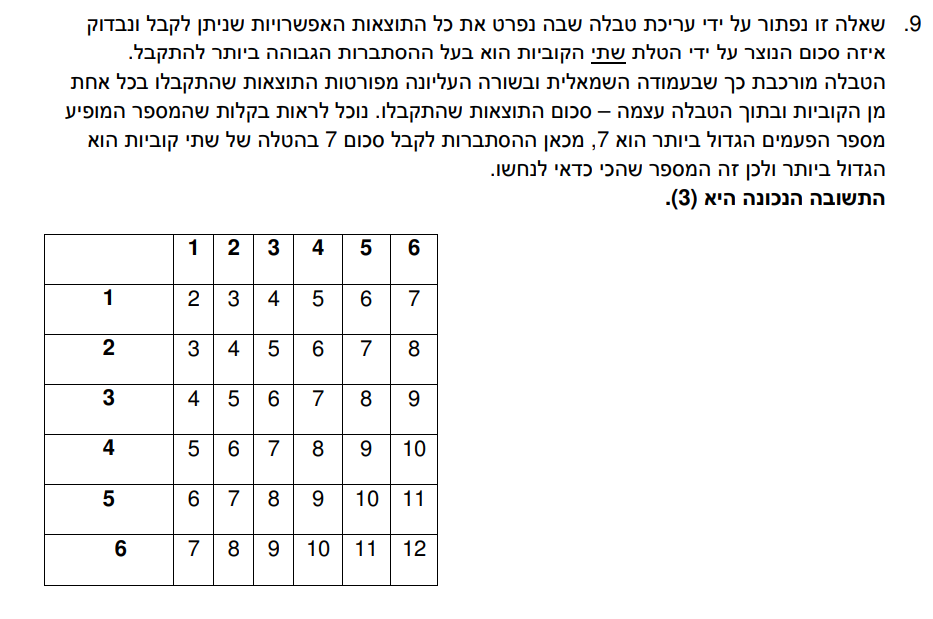 9. שאלה זו נפתור על ידי עריכת טבלה שבה נפרט את כל התוצאות האפשרויות שניתן לקבל ונבדוק
איזה סכום הנוצר על ידי הטלת שתי הקוביות הוא בעל ההסתברות הגבוהה ביותר להתקבל.
הטבלה מורכבת כך שבעמודה השמאלית ובשורה העליונה מפורטות התוצאות שהתקבלו בכל אחת
מן הקוביות ובתוך הטבלה עצמה – סכום התוצאות שהתקבלו. נוכל לראות בקלות שהמספר המופיע
מספר הפעמים הגדול ביותר הוא 7, מכאן ההסתברות לקבל סכום 7 בהטלה של שתי קוביות הוא
הגדול ביותר ולכן זה המספר שהכי כדאי לנחשו.
התשובה הנכונה היא (3).
1 2 3 4 5 6
1 2 3 4 5 6 7
2 3 4 5 6 7 8
3 4 5 6 7 8 9
4 5 6 7 8 9 10
5 6 7 8 9 10 11
6 7 8 9 10 11 12